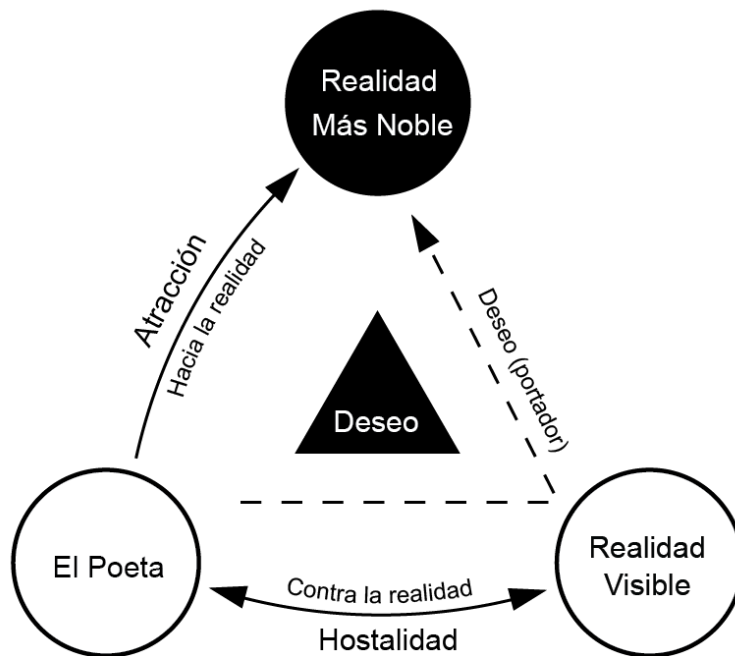 Realidad
Más Noble
Atracción
Hacia la realidad
Deseo (portador)
Deseo
El Poeta
Realidad
Visible
Contra la realidad
Hostalidad